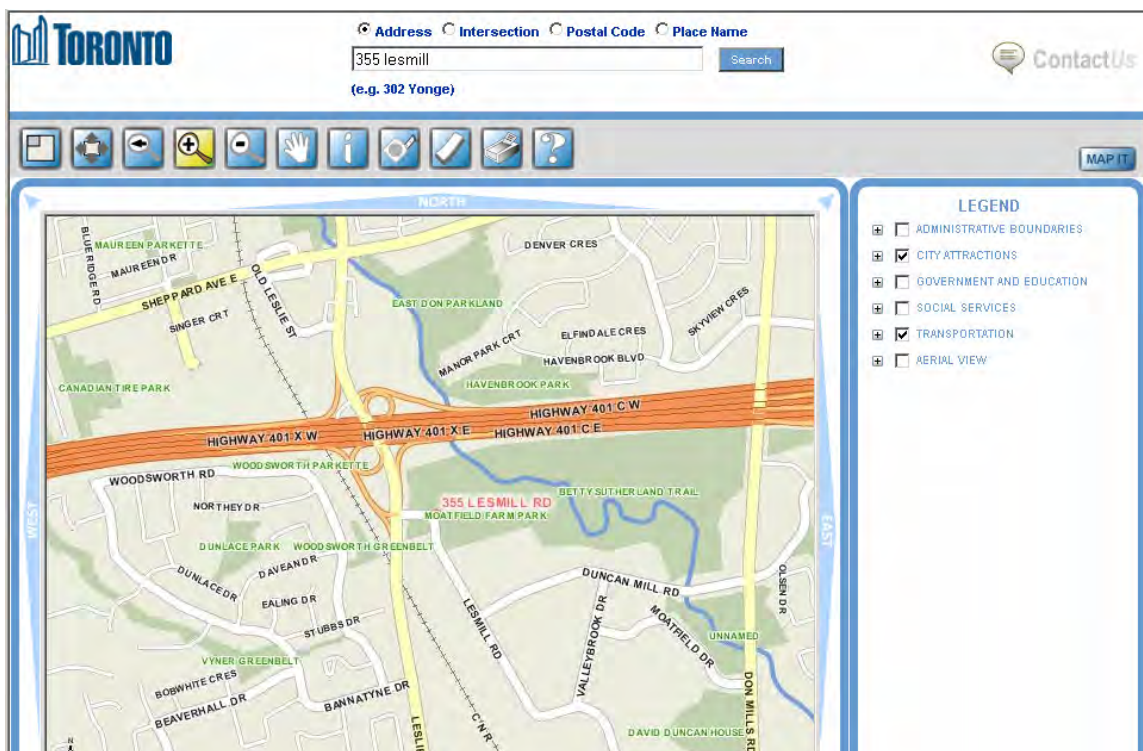 TORONTO
Address Intersection Postal Code Place Name
355 lesmill
Search
(e.g. 302 Yonge)
ContactUs
MAP IT
NORTH
WEST
EAST
BLUERIDGE RD
MAUREEN PARKETTE
MAUREEN DR
SHEPPARD AVE E
OLD LESLIE ST
SINGER CRT
DENVER CRES
EAST DON PARKLAND
SKYVIEW CRES
MANOR PARK CRT
ELFINDALE CRES
HAVENBROOK BLVD
CANADIAN TIRE PARK
HAVENBROOK PARK
HIGHWAY 401 C W
HIGHWAY 401 X W
HIGHWAY 401 X E
HIGHWAY 401 C E
WOODSWORTH PARKETTE
WOODSWORTH RD
NORTHEY DR
355 LESMILL RD
MOATFIELD FARM PARK
BETTY SUTHERLAND TRAIL
DUNLACE PARK
WOODSWORTH GREENBELT
DAVEAN DR
DUNLACE DR
EALING DR
STUBBS DR
DUNCAN MILL RD
OLSEN DR
LESMILL RD
VALLEYBROOK DR
MOATFIELD DR
UNNAMED
VYNER GREENBELT
BOBWHITE CRES
BEAVERHALL DR
BANNATYNE DR
C'N'R
DON MILLS RD
DAVID DUNCAN HOUSE
N
LEGEND
ADMINISTRATIVE BOUNDARIES
CITY ATTRACTIONS
GOVERNMENT AND EDUCATION
SOCIAL SERVICES
TRANSPORTATION
AERIAL VIEW